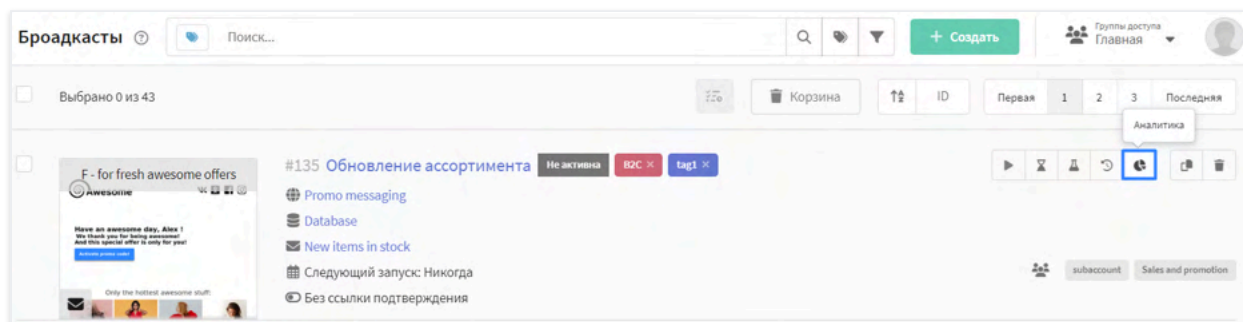 Броадкасты
Поиск...
+ Создать
Группы доступа
Главная
Выбрано 0 из 43
Корзина
ID
Первая 1 2 3 Последняя
Аналитика
F - for fresh awesome offers
Awesome
Have an awesome day, Alex !
We thank you for being awesome!
And this special offer is only for you!
Activate promo code!
Only the hottest awesome stuff:
#135 Обновление ассортимента Не активна B2C × tag1 ×
Promo messaging
Database
New items in stock
Следующий запуск: Никогда
subaccount Sales and promotion
Без ссылки подтверждения